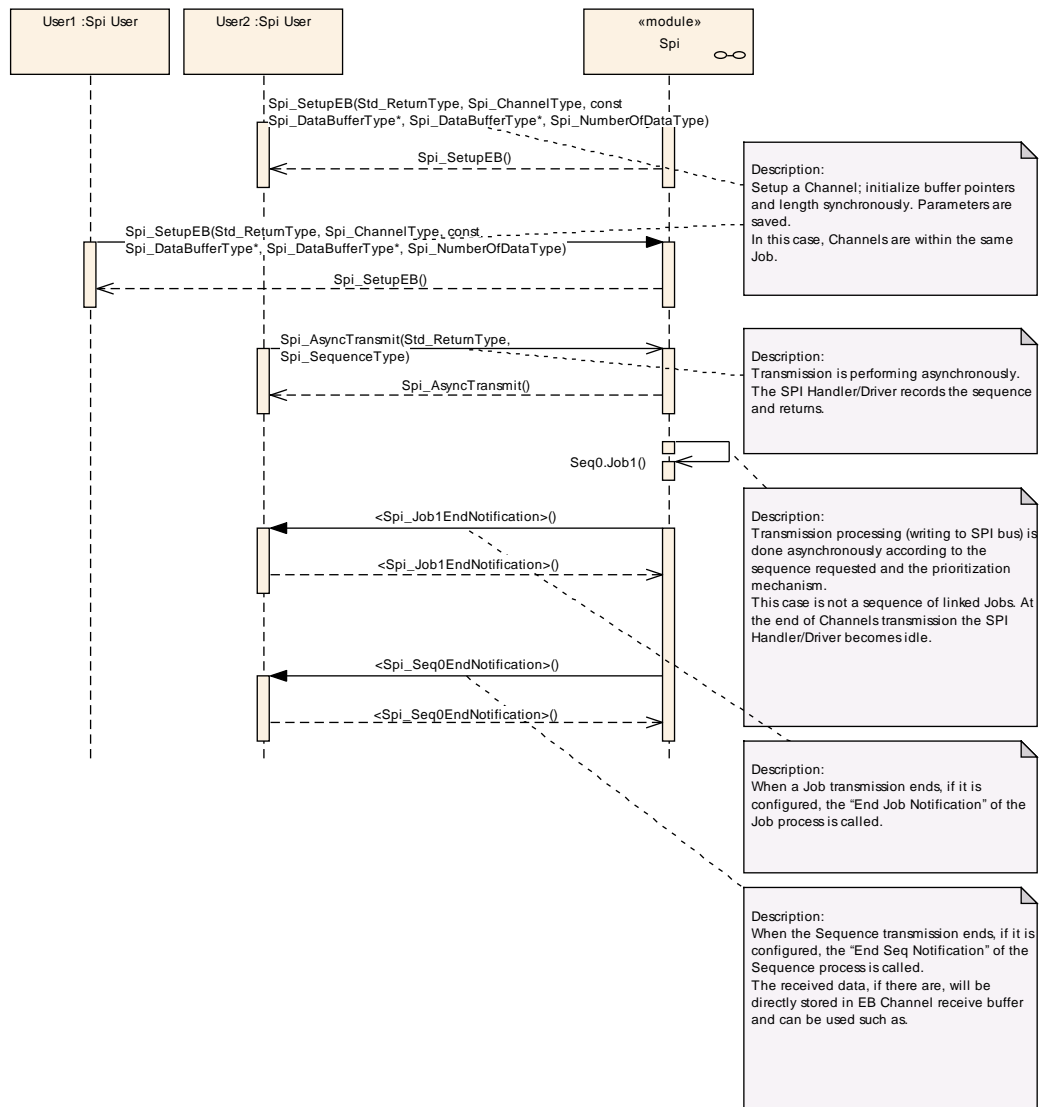 User1 :Spi User
User2 :Spi User
«module»
Spi
Spi_SetupEB(Std_ReturnType, Spi_ChannelType, const
Spi_DataBufferType*, Spi_DataBufferType*, Spi_NumberOfDataType)
Spi_SetupEB()
Description:
Setup a Channel; initialize buffer pointers
and length synchronously. Parameters are
saved.
In this case, Channels are within the same
Job.
Spi_SetupEB(Std_ReturnType, Spi_ChannelType, const
Spi_DataBufferType*, Spi_DataBufferType*, Spi_NumberOfDataType)
Spi_SetupEB()
Spi_AsyncTransmit(Std_ReturnType,
Spi_SequenceType)
Spi_AsyncTransmit()
Description:
Transmission is performing asynchronously.
The SPI Handler/Driver records the sequence
and returns.
Seq0.Job1()
Description:
Transmission processing (writing to SPI bus) is
done asynchronously according to the
sequence requested and the prioritization
mechanism.
This case is not a sequence of linked Jobs. At
the end of Channels transmission the SPI
Handler/Driver becomes idle.
<Spi_Job1EndNotification>()
<Spi_Job1EndNotification>()
<Spi_Seq0EndNotification>()
<Spi_Seq0EndNotification>()
Description:
When a Job transmission ends, if it is
configured, the “End Job Notification” of the
Job process is called.
Description:
When the Sequence transmission ends, if it is
configured, the “End Seq Notification” of the
Sequence process is called.
The received data, if there are, will be
directly stored in EB Channel receive buffer
and can be used such as.